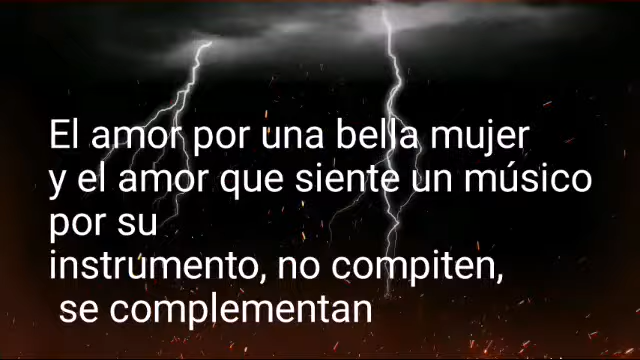 El amor por una bella mujer
y el amor que siente un músico
por su
instrumento, no compiten,
se complementan